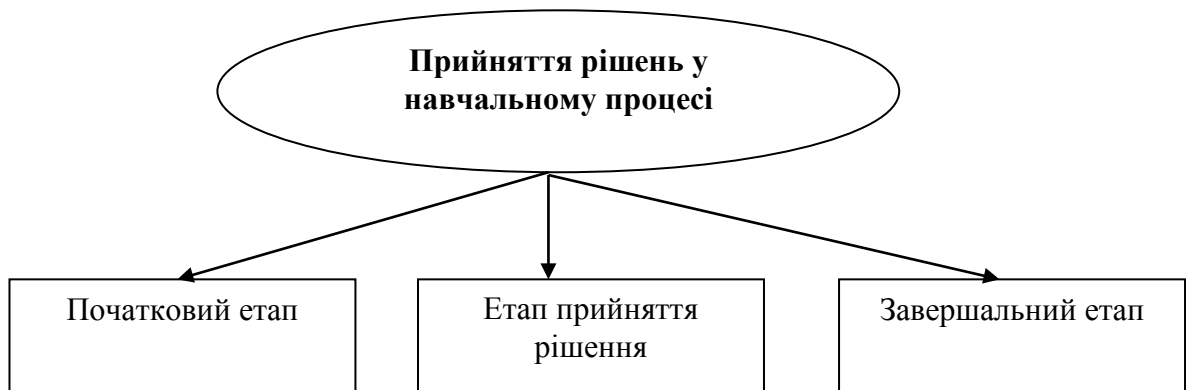 Прийняття рішень у
навчальному процесі
Початковий етап
Етап прийняття
рішення
Завершальний етап